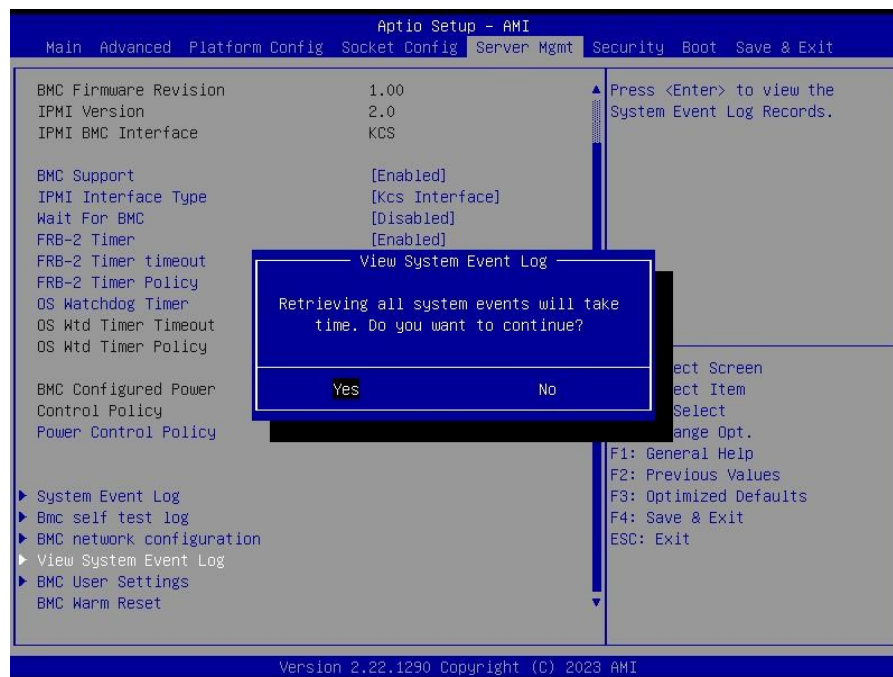 Aptio Setup – AMI
Main Advanced Platform Config Socket Config Server Mgmt Security Boot Save & Exit
BMC Firmware Revision 1.00
IPMI Version 2.0
IPMI BMC Interface KCS
BMC Support [Enabled]
IPMI Interface Type [Kcs Interface]
Wait For BMC [Disabled]
FRB-2 Timer [Enabled]
FRB-2 Timer timeout
FRB-2 Timer Policy
OS Watchdog Timer
OS Wtd Timer Timeout
OS Wtd Timer Policy
BMC Configured Power
Control Policy
Power Control Policy
System Event Log
Bmc self test log
BMC network configuration
View System Event Log
BMC User Settings
BMC Warm Reset
View System Event Log
Retrieving all system events will take
time. Do you want to continue?
Yes No
Press <Enter> to view the
System Event Log Records.
ect Screen
ect Item
Select
ange Opt.
F1: General Help
F2: Previous Values
F3: Optimized Defaults
F4: Save & Exit
ESC: Exit
Version 2.22.1290 Copyright (C) 2023 AMI